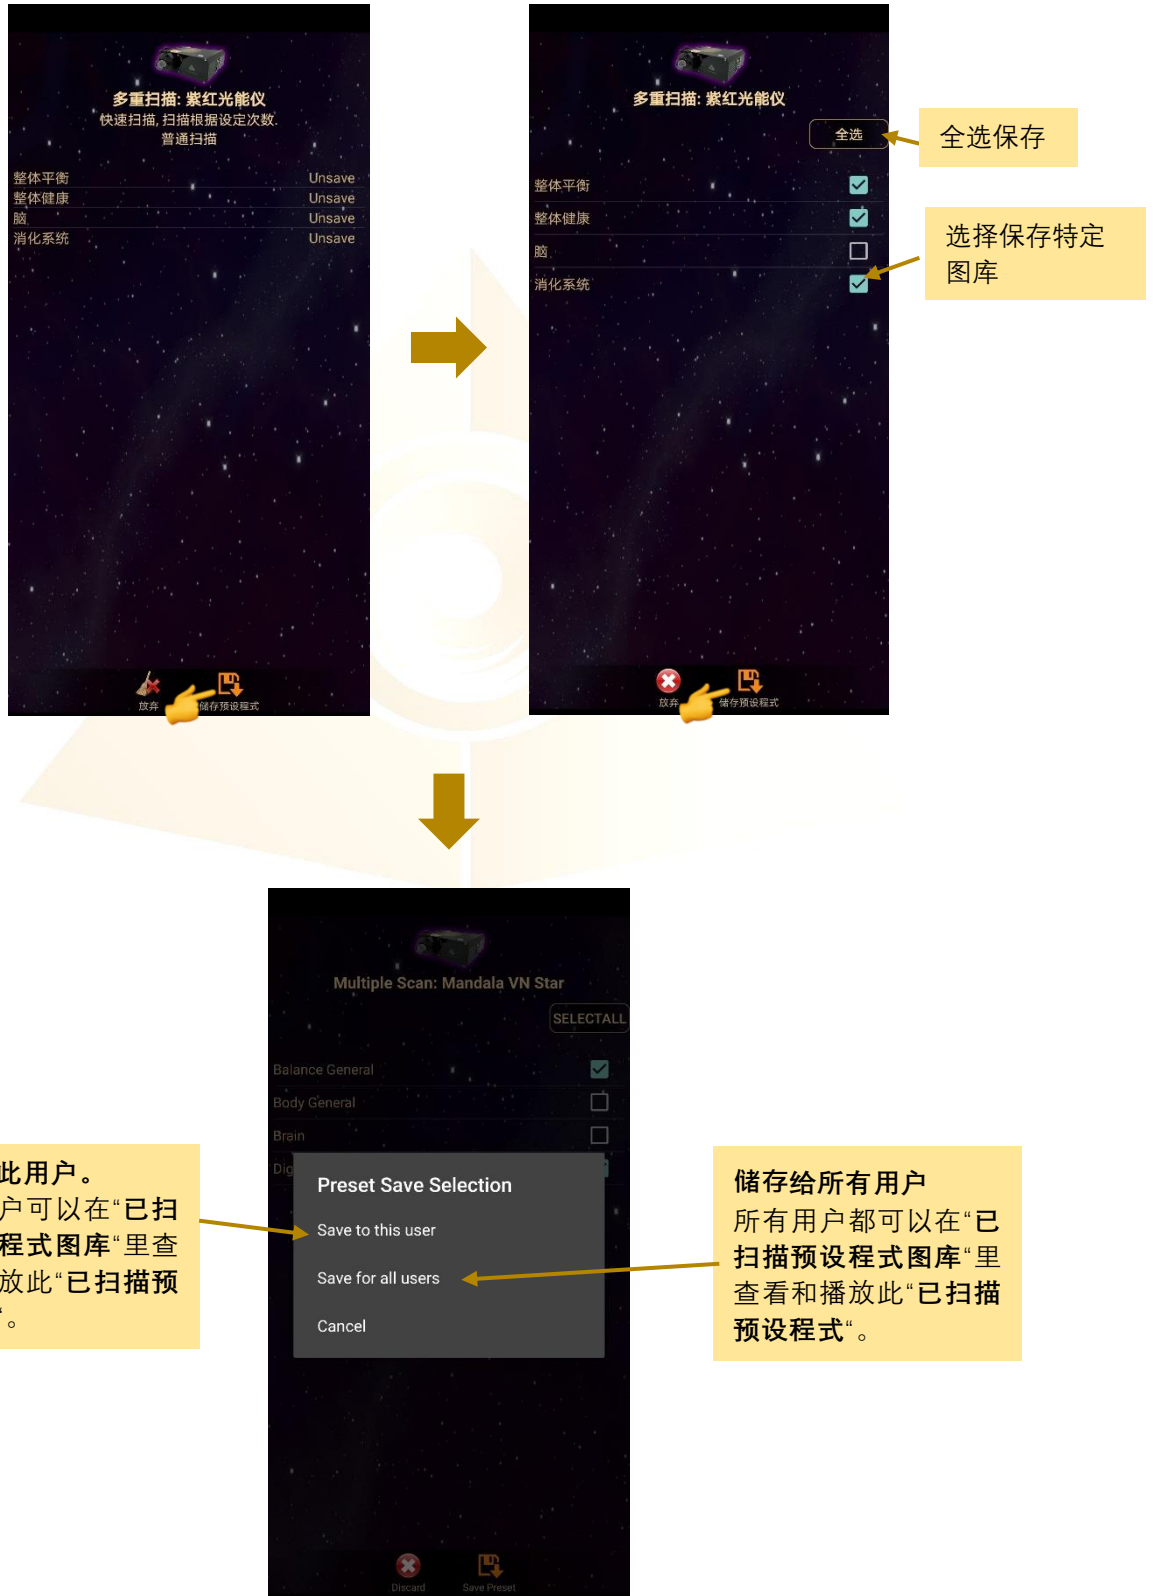 多重扫描: 紫红光能仪
快速扫描, 扫描根据设定次数.
普通扫描
整体平衡 Unsave
整体健康 Unsave
脑 Unsave
消化系统 Unsave
放弃 储存预设程式
多重扫描: 紫红光能仪
全选
整体平衡
整体健康
脑
消化系统
放弃 储存预设程式
全选保存
选择保存特定
图库
Multiple Scan: Mandala VN Star
SELECTALL
Balance General
Body General
Brain
Dig
Preset Save Selection
Save to this user
Save for all users
Cancel
Discard Save Preset
此用户。
户可以在“已扫
程式图库“里查
放此“已扫描预
“。
储存给所有用户
所有用户都可以在“已
扫描预设程式图库“里
查看和播放此“已扫描
预设程式“。